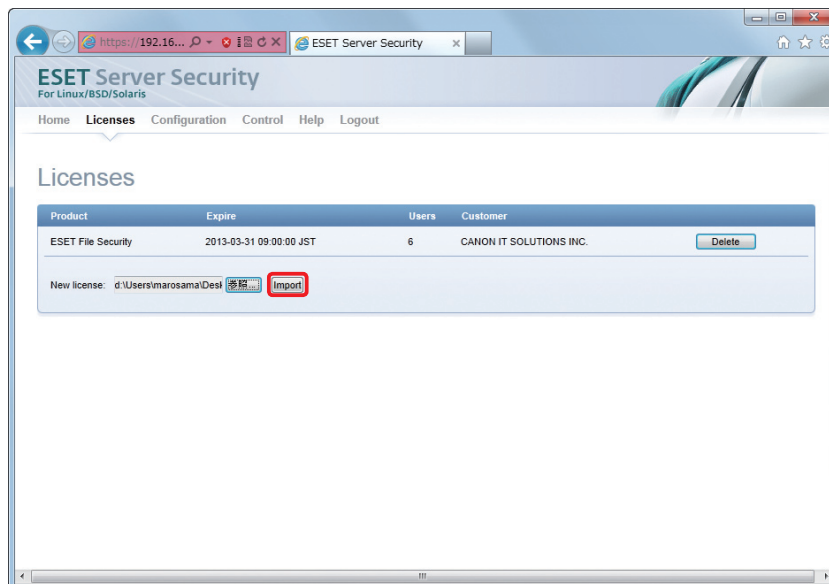 https://192.16...
ESET Server Security
ESET Server Security
For Linux/BSD/Solaris
Home Licenses Configuration Control Help Logout
Licenses
Product Expire Users Customer
ESET File Security 2013-03-31 09:00:00 JST 6 CANON IT SOLUTIONS INC. Delete
New license: d:\Users\marosama\Desk 参照... Import